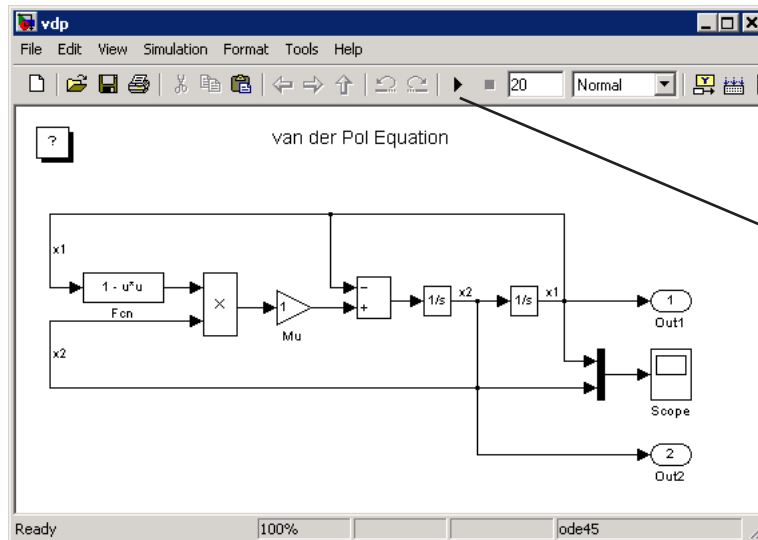 vdp
File Edit View Simulation Format Tools Help
20 Normal
?
van der Pol Equation
x1
1 - u*u
Fcn
×
1
Mu
−
+
1/s
x2
1/s
x1
1
Out1
x2
Scope
2
Out2
Ready 100% ode45